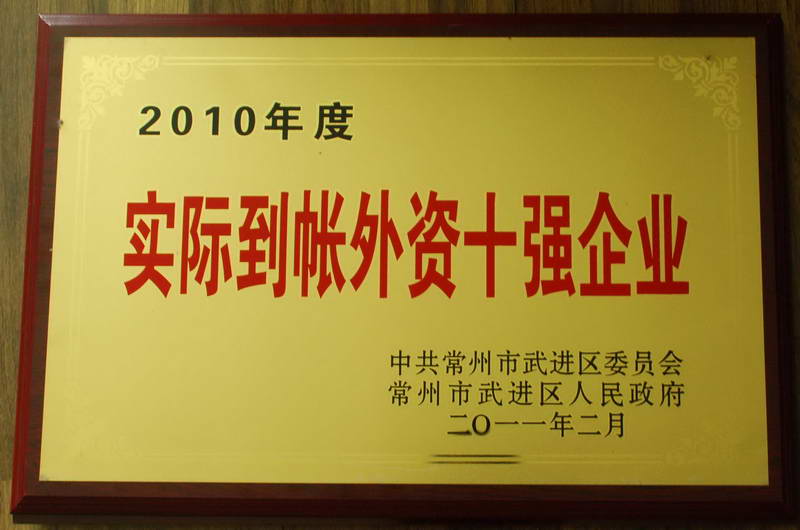 2010年度
实际到帐外资十强企业
中共常州市武进区委员会
常州市武进区人民政府
二〇一一年二月